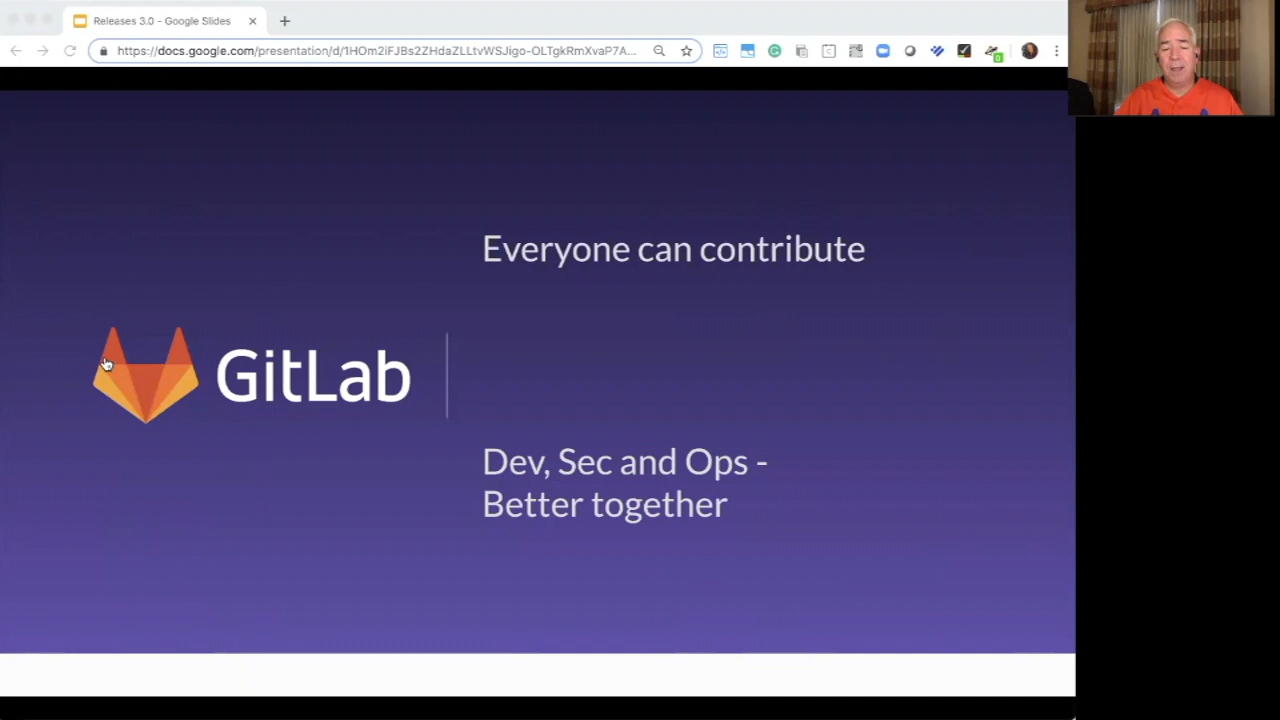 Releases 3.0 - Google Slides
https://docs.google.com/presentation/d/1HOm2iFJBs2ZHdaZLLtvWSJigo-OLTgkRmXvaP7A...
Everyone can contribute
GitLab
Dev, Sec and Ops -
Better together